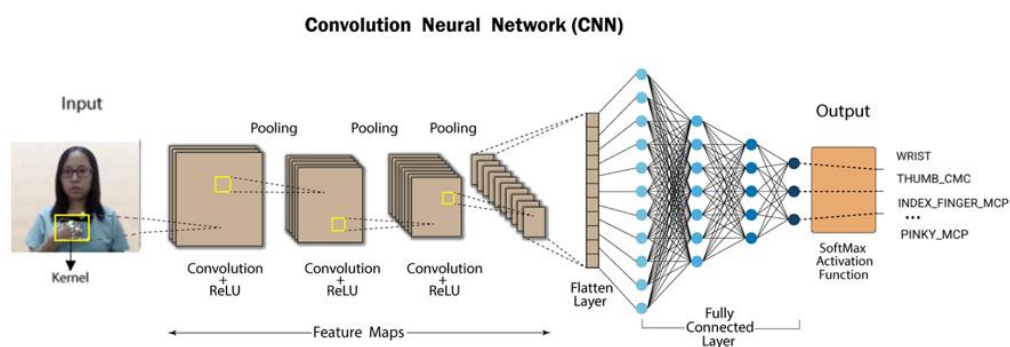 Convolution Neural Network (CNN)
Input
Kernel
Pooling
Pooling
Pooling
Convolution
+
ReLU
Convolution
+
ReLU
Convolution
+
ReLU
Feature Maps
Flatten
Layer
Fully
Connected
Layer
Output
SoftMax
Activation
Function
WRIST
THUMB_CMC
INDEX_FINGER_MCP
...
PINKY_MCP